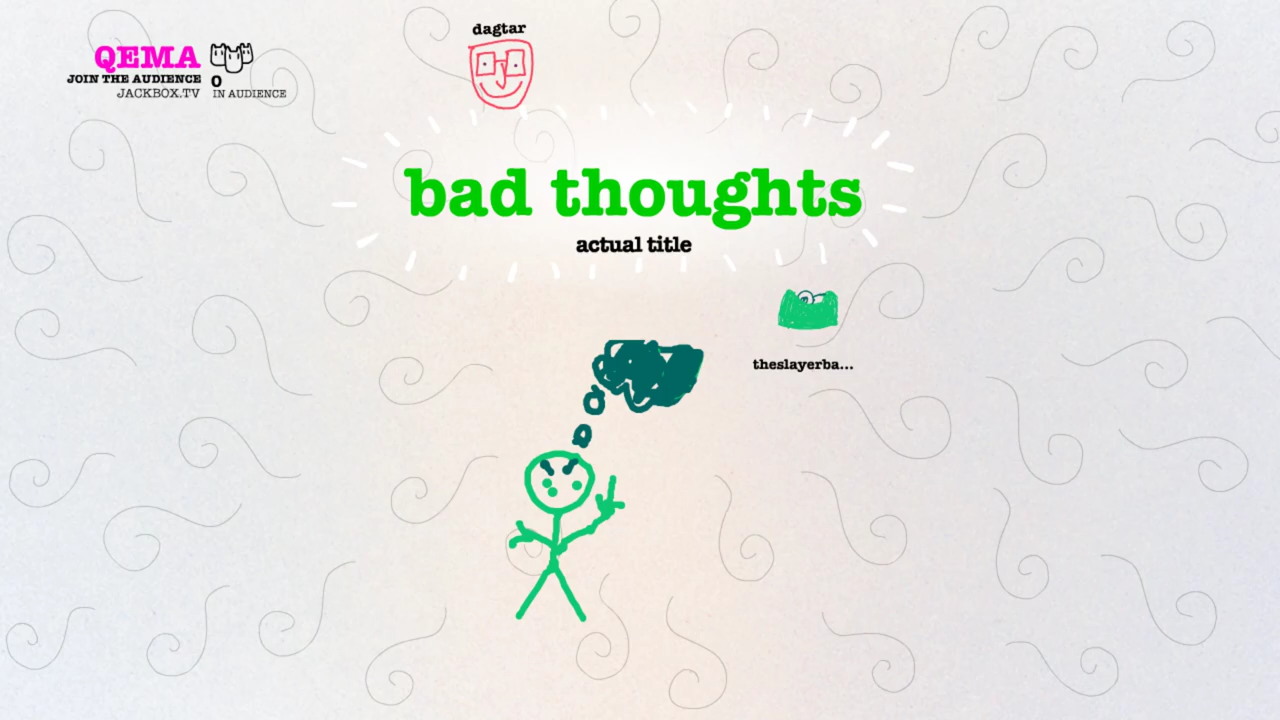 dagtar
QEMA
JOIN THE AUDIENCE
JACKBOX.TV
0
IN AUDIENCE
bad thoughts
actual title
theslayerba...